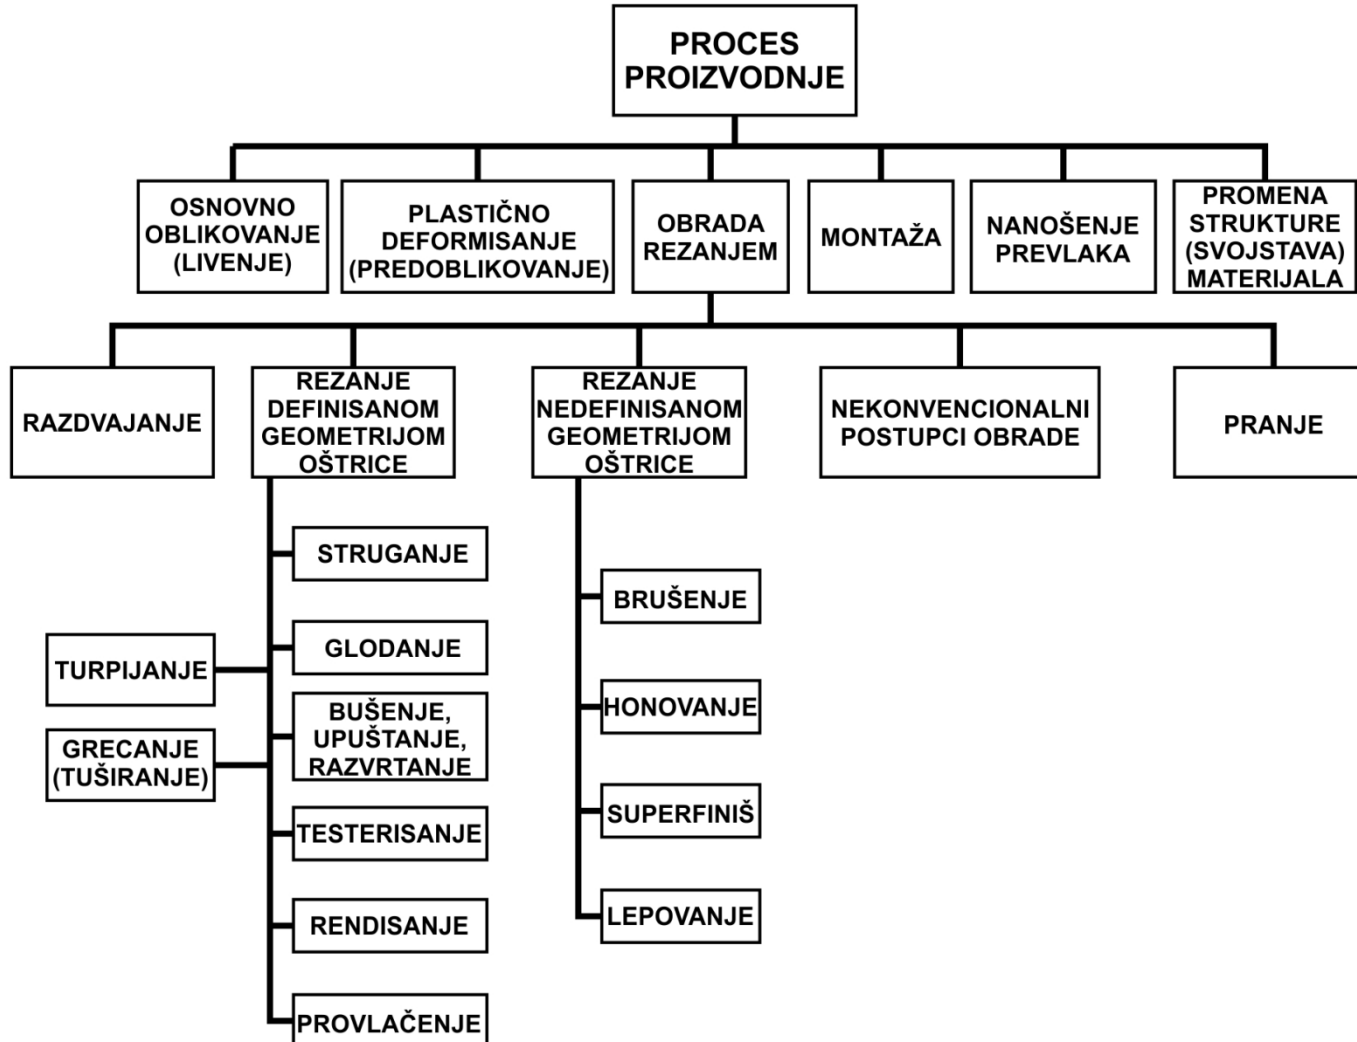 PROCES
PROIZVODNJE
OSNOVNO
OBLIKOVANJE
(LIVENJE)
PLASTIČNO
DEFORMISANJE
(PREDOBLIKOVANJE)
OBRADA
REZANJEM
MONTAŽA
NANOŠENJE
PREVLAKA
PROMENA
STRUKTURE
(SVOJSTAVA)
MATERIJALA
RAZDVAJANJE
REZANJE
DEFINISANOM
GEOMETRIJOM
OŠTRICE
REZANJE
NEDEFINISANOM
GEOMETRIJOM
OŠTRICE
NEKONVENCIONALNI
POSTUPCI OBRADE
PRANJE
STRUGANJE
GLODANJE
BUŠENJE,
UPUŠTANJE,
RAZVRTANJE
TESTERISANJE
RENDISANJE
PROVLAČENJE
TURPIJANJE
GRECANJE
(TUŠIRANJE)
BRUŠENJE
HONOVANJE
SUPERFINIŠ
LEPOVANJE